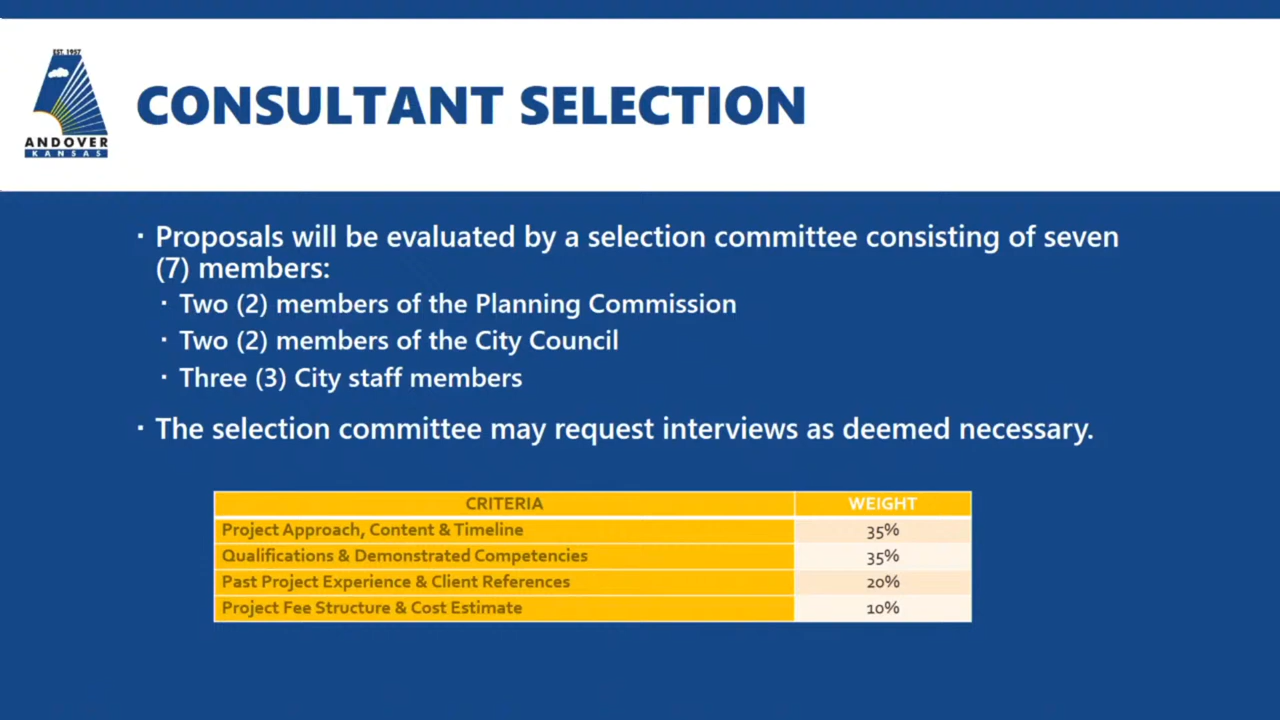 EST. 1957
ANDOVER
KANSAS
CONSULTANT SELECTION
▪ Proposals will be evaluated by a selection committee consisting of seven
(7) members:
▪ Two (2) members of the Planning Commission
▪ Two (2) members of the City Council
▪ Three (3) City staff members
▪ The selection committee may request interviews as deemed necessary.
CRITERIA WEIGHT
Project Approach, Content & Timeline 35%
Qualifications & Demonstrated Competencies 35%
Past Project Experience & Client References 20%
Project Fee Structure & Cost Estimate 10%